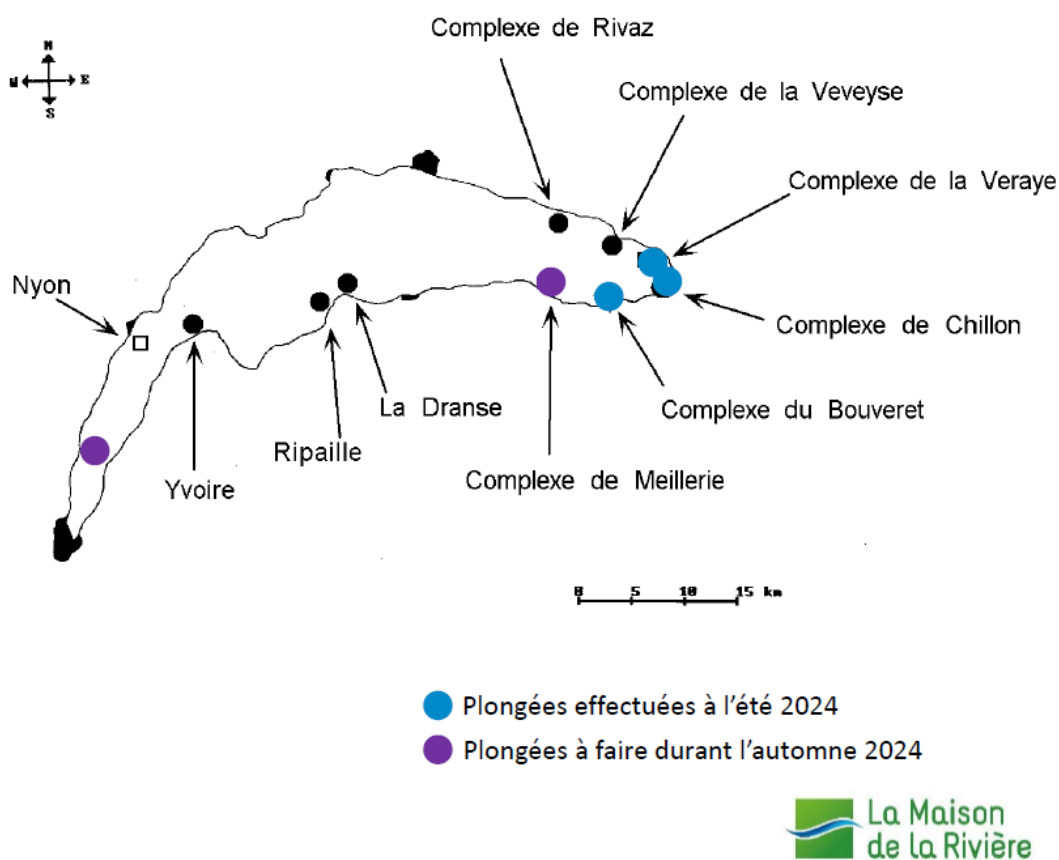 Complexe de Rivaz
N
W E
S
Complexe de la Veveyse
Complexe de la Veraye
Nyon
Complexe de Chillon
La Dranse
Complexe du Bouveret
Ripaille
Complexe de Meillerie
Yvoire
0 5 10 15 km
Plongées effectuées à l'été 2024
Plongées à faire durant l'automne 2024
La Maison
de la Rivière